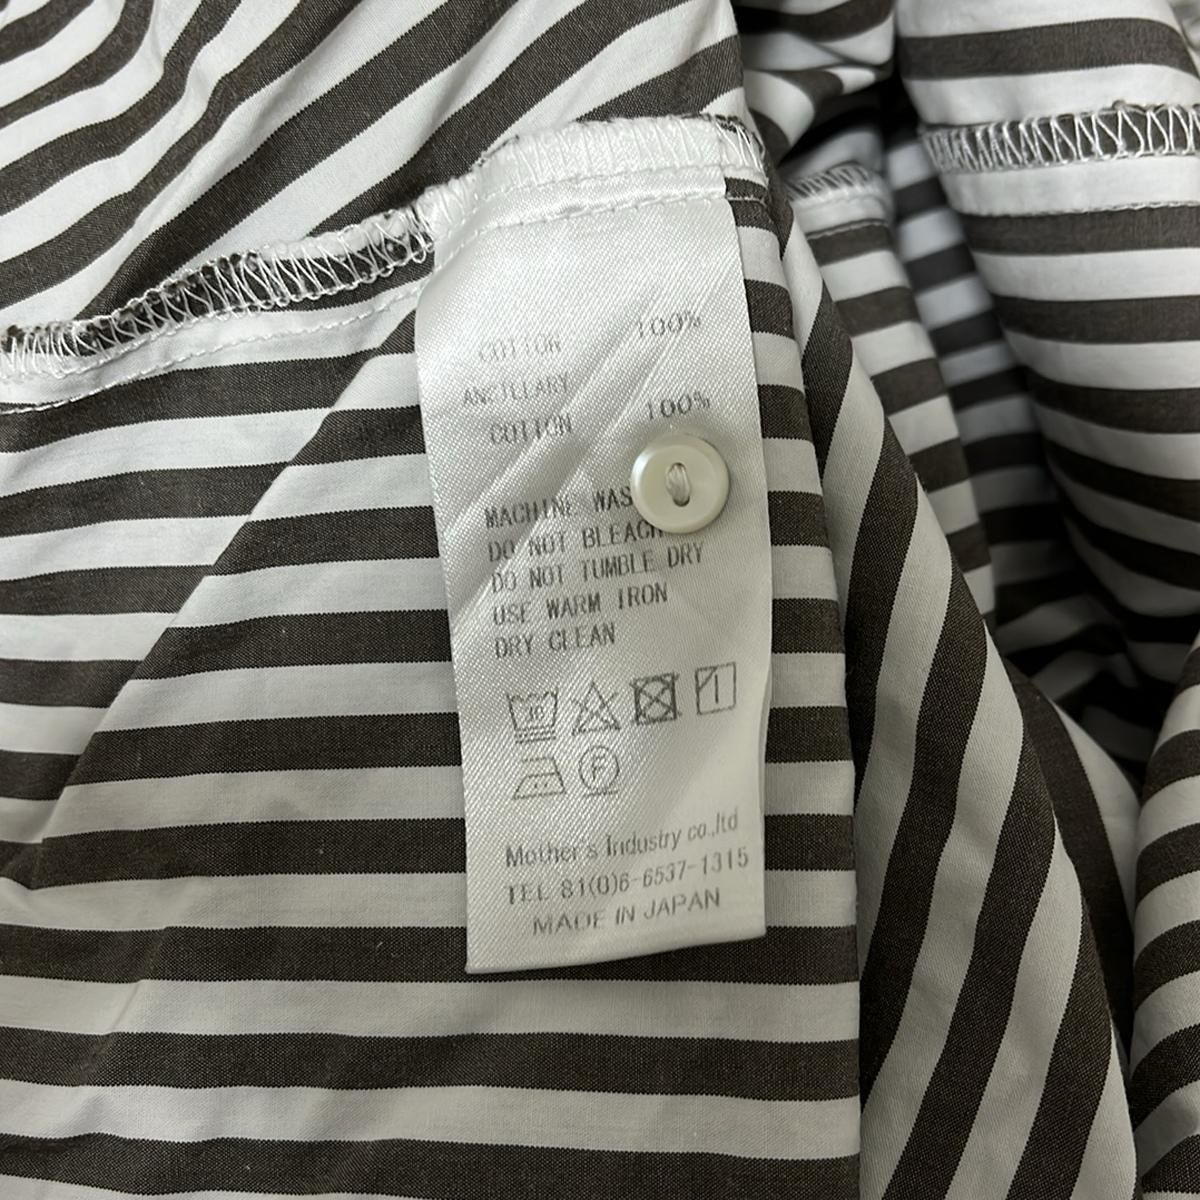 COTTON 100%
ANCILLARY
COTTON 100%
MACHINE WAS
DO NOT BLEACH
DO NOT TUMBLE DRY
USE WARM IRON
DRY CLEAN
F
Mother's Industry co.,ltd
TEL 81(0)6-6537-1315
MADE IN JAPAN